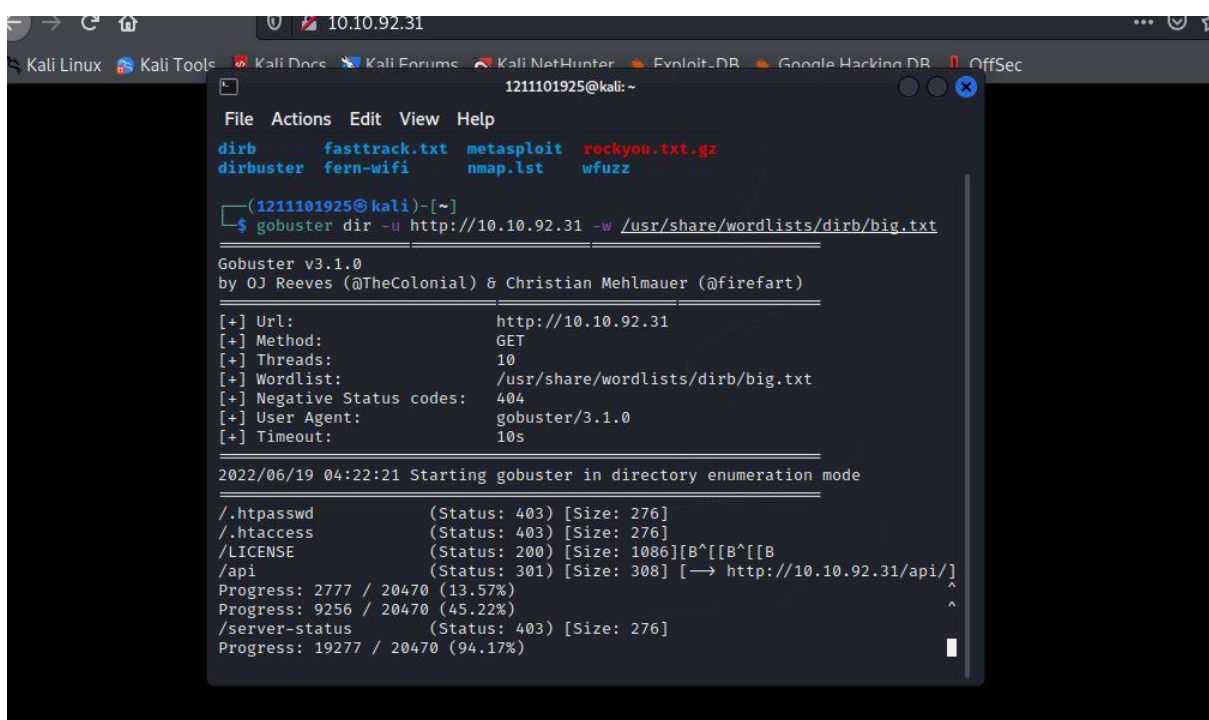 10.10.92.31
Kali Linux Kali Tools Kali Docs Kali Forums Kali NetHunter Exploit-DB Google Hacking DB OffSec
1211101925@kali: ~
File Actions Edit View Help
dirb fasttrack.txt metasploit rockyou.txt.gz
dirbuster fern-wifi nmap.lst wfuzz
┌──(1211101925㉿kali)-[~]
└─$ gobuster dir -u http://10.10.92.31 -w /usr/share/wordlists/dirb/big.txt
Gobuster v3.1.0
by OJ Reeves (@TheColonial) & Christian Mehlmauer (@firefart)
[+] Url: http://10.10.92.31
[+] Method: GET
[+] Threads: 10
[+] Wordlist: /usr/share/wordlists/dirb/big.txt
[+] Negative Status codes: 404
[+] User Agent: gobuster/3.1.0
[+] Timeout: 10s
2022/06/19 04:22:21 Starting gobuster in directory enumeration mode
/.htpasswd (Status: 403) [Size: 276]
/.htaccess (Status: 403) [Size: 276]
/LICENSE (Status: 200) [Size: 1086][B^[[B^[[B
/api (Status: 301) [Size: 308] [--> http://10.10.92.31/api/]
Progress: 2777 / 20470 (13.57%) ^
Progress: 9256 / 20470 (45.22%) ^
/server-status (Status: 403) [Size: 276]
Progress: 19277 / 20470 (94.17%)